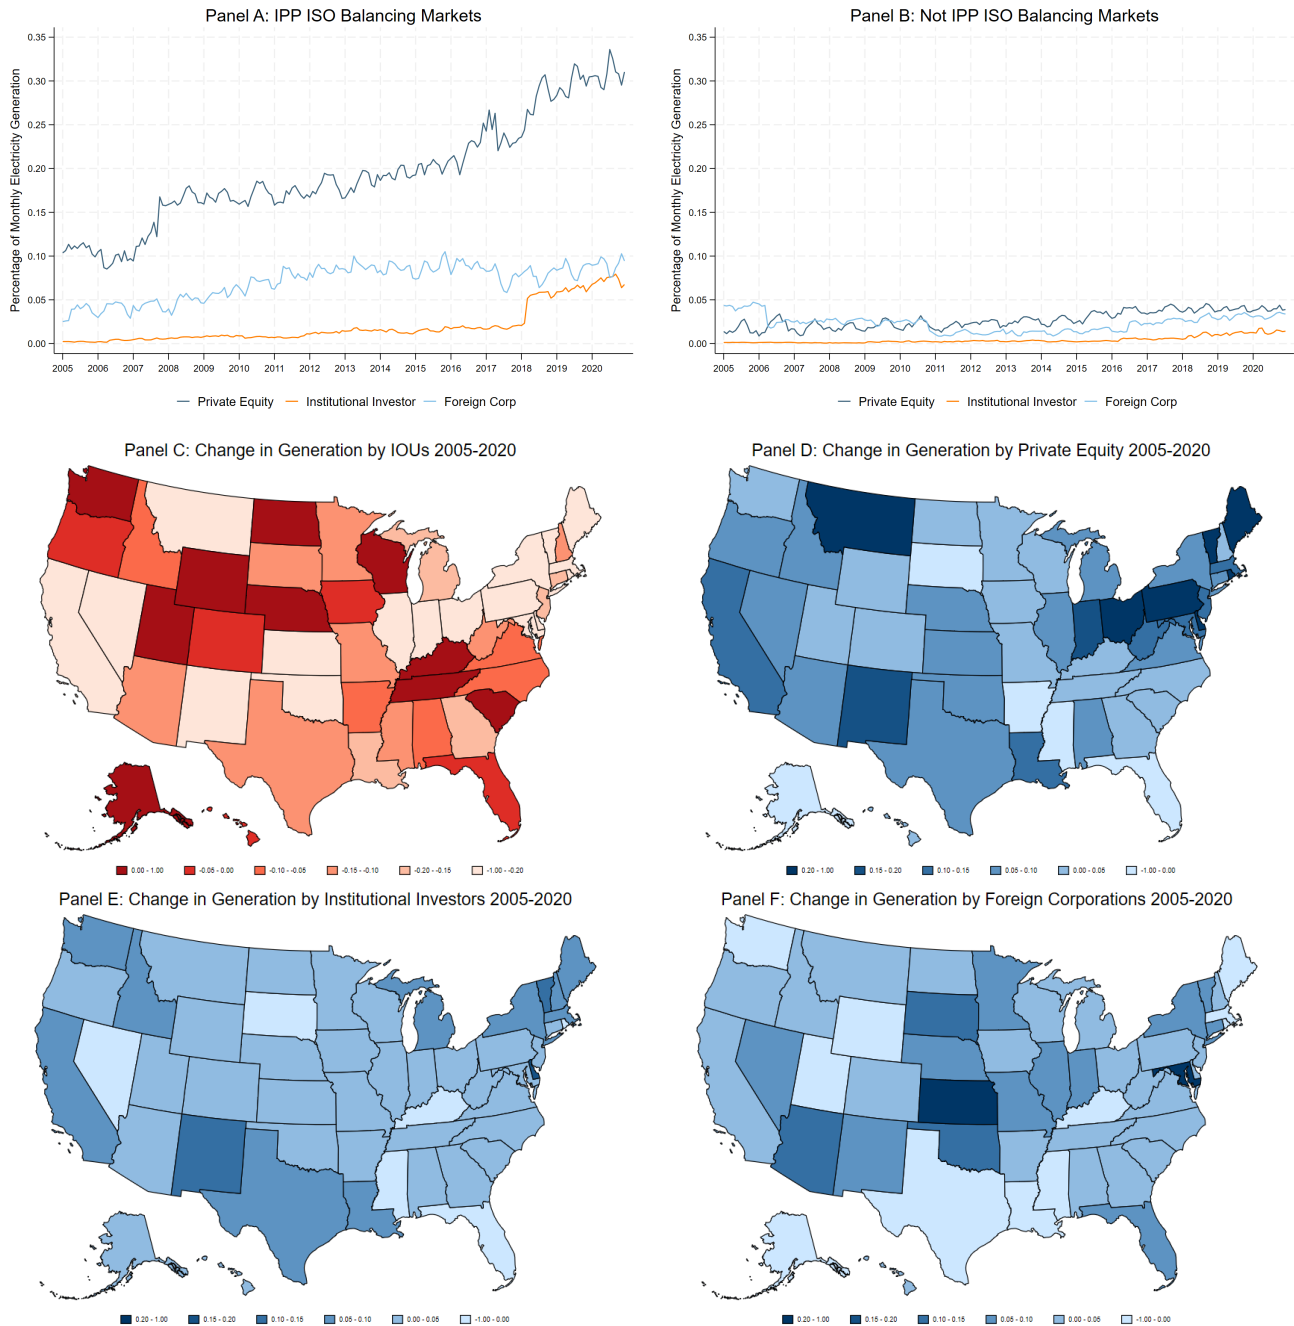 Panel A: IPP ISO Balancing Markets
Percentage of Monthly Electricity Generation
0.35
0.30
0.25
0.20
0.15
0.10
0.05
0.00
2005 2006 2007 2008 2009 2010 2011 2012 2013 2014 2015 2016 2017 2018 2019 2020
Private Equity Institutional Investor Foreign Corp
Panel B: Not IPP ISO Balancing Markets
Percentage of Monthly Electricity Generation
0.35
0.30
0.25
0.20
0.15
0.10
0.05
0.00
2005 2006 2007 2008 2009 2010 2011 2012 2013 2014 2015 2016 2017 2018 2019 2020
Private Equity Institutional Investor Foreign Corp
Panel C: Change in Generation by IOUs 2005-2020
0.00 - 1.00 -0.05 - 0.00 -0.10 - -0.05 -0.15 - -0.10 -0.20 - -0.15 -1.00 - -0.20
Panel D: Change in Generation by Private Equity 2005-2020
0.20 - 1.00 0.15 - 0.20 0.10 - 0.15 0.05 - 0.10 0.00 - 0.05 -1.00 - 0.00
Panel E: Change in Generation by Institutional Investors 2005-2020
0.20 - 1.00 0.15 - 0.20 0.10 - 0.15 0.05 - 0.10 0.00 - 0.05 -1.00 - 0.00
Panel F: Change in Generation by Foreign Corporations 2005-2020
0.20 - 1.00 0.15 - 0.20 0.10 - 0.15 0.05 - 0.10 0.00 - 0.05 -1.00 - 0.00